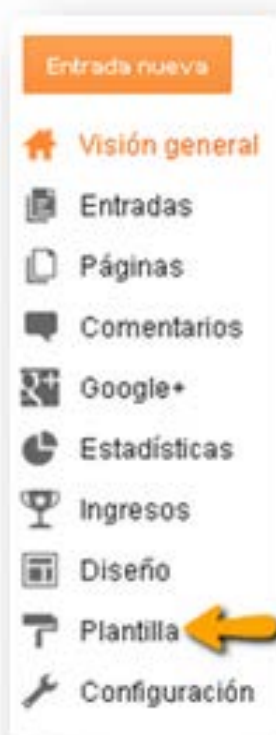 Entrada nueva
Visión general
Entradas
Páginas
Comentarios
Google+
Estadísticas
Ingresos
Diseño
Plantilla
Configuración